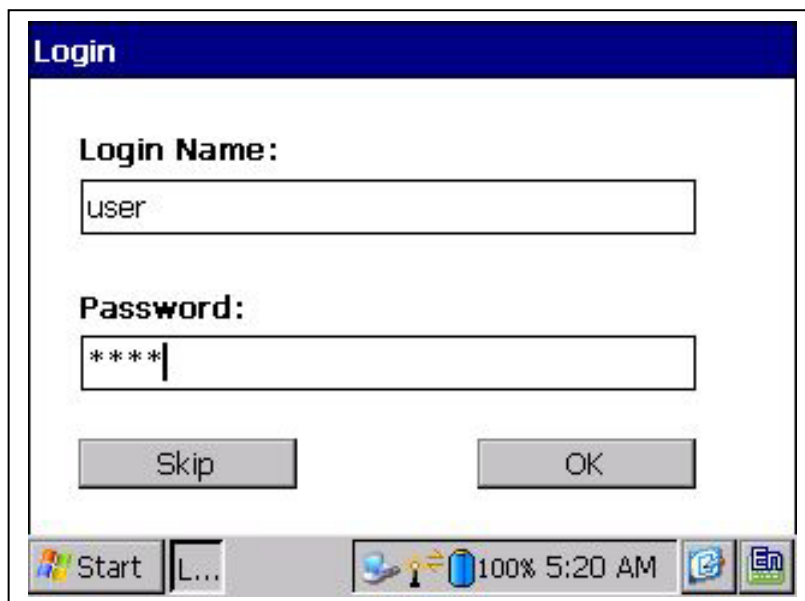 Login
Login Name:
user
Password:
****
Skip OK
Start L... 100% 5:20 AM En